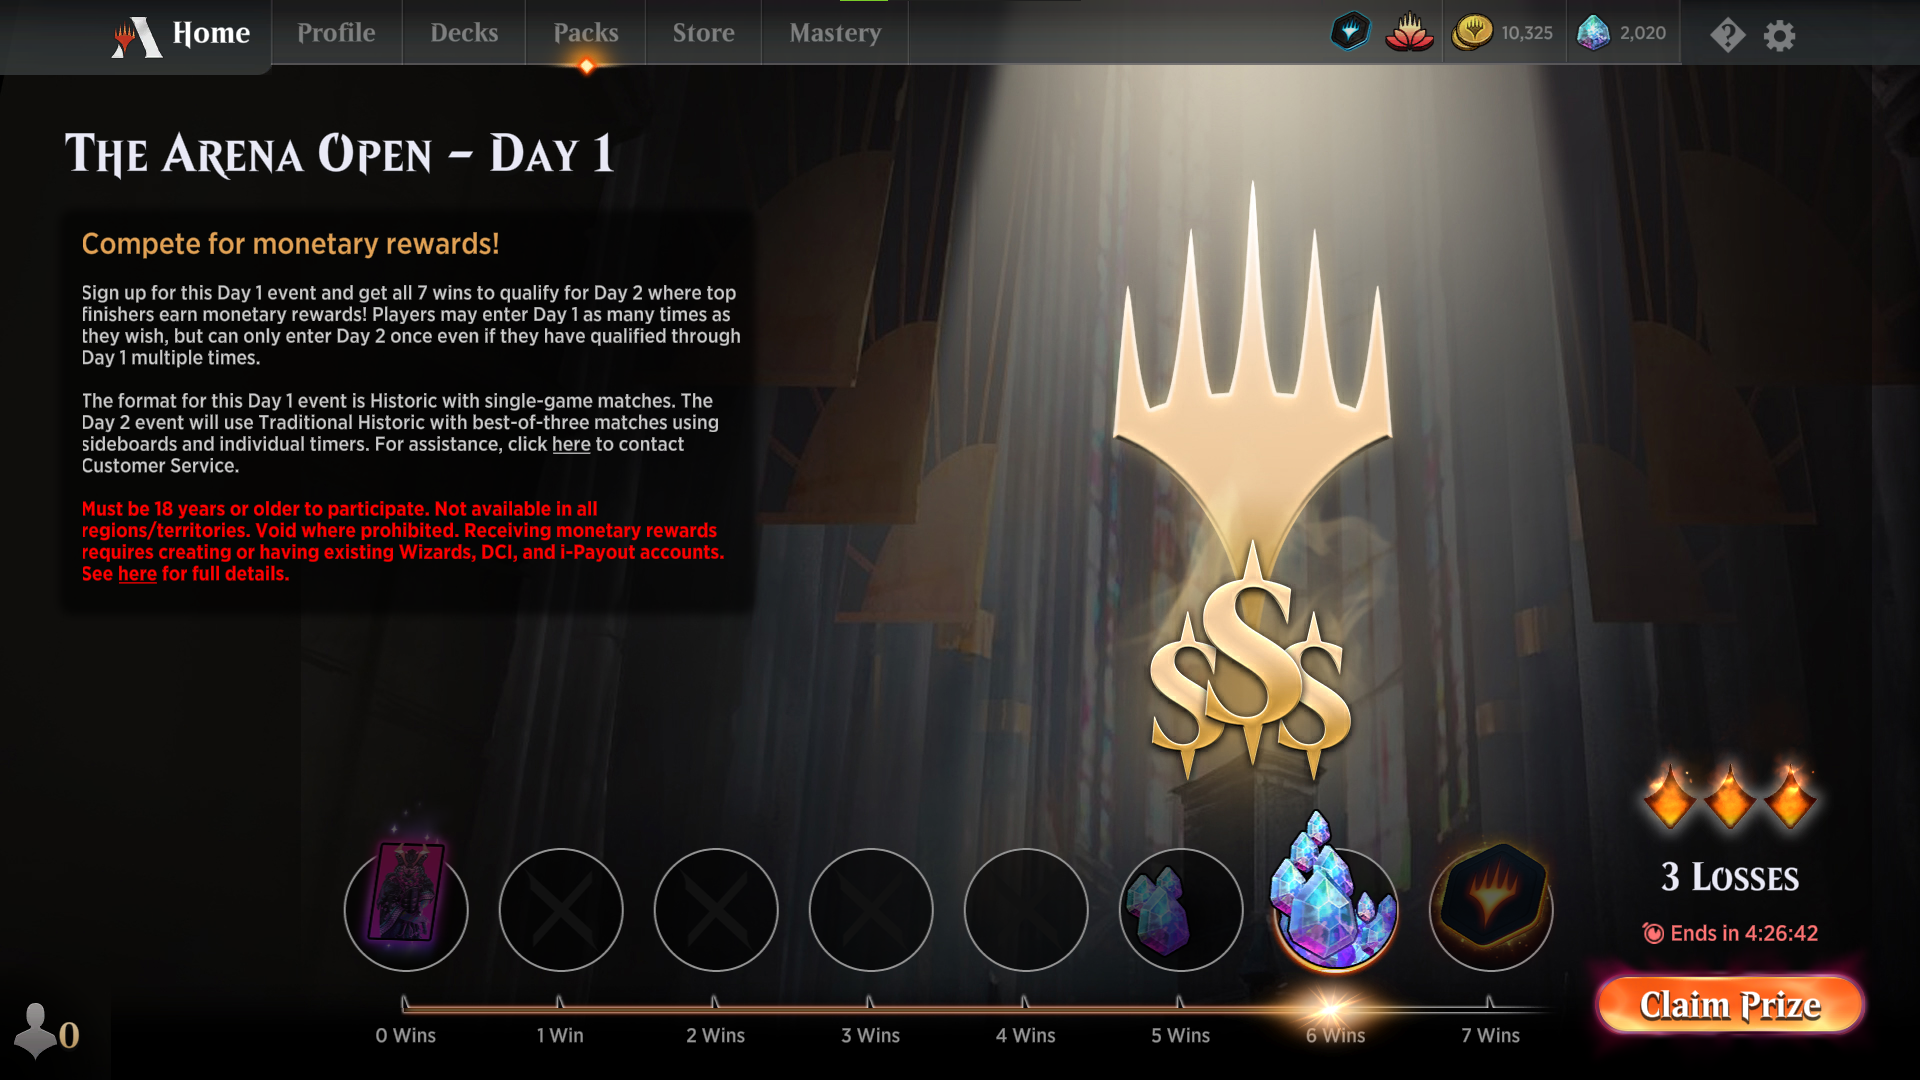 Home
Profile
Decks
Packs
Store
Mastery
10,325
2,020
The Arena Open – Day 1
Compete for monetary rewards!
Sign up for this Day 1 event and get all 7 wins to qualify for Day 2 where top
finishers earn monetary rewards! Players may enter Day 1 as many times as
they wish, but can only enter Day 2 once even if they have qualified through
Day 1 multiple times.
The format for this Day 1 event is Historic with single-game matches. The
Day 2 event will use Traditional Historic with best-of-three matches using
sideboards and individual timers. For assistance, click here to contact
Customer Service.
Must be 18 years or older to participate. Not available in all
regions/territories. Void where prohibited. Receiving monetary rewards
requires creating or having existing Wizards, DCI, and i-Payout accounts.
See here for full details.
$$$
3 Losses
Ends in 4:26:42
Claim Prize
0 Wins
1 Win
2 Wins
3 Wins
4 Wins
5 Wins
6 Wins
7 Wins
0